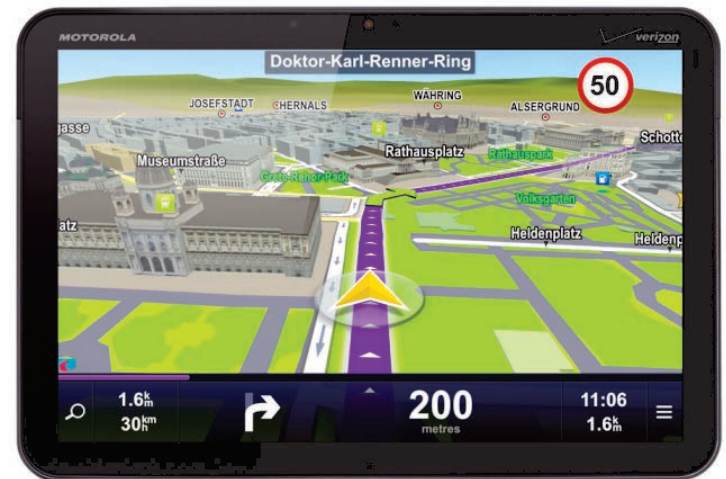 MOTOROLA
verizon
Doktor-Karl-Renner-Ring
50
WÄHRING
JOSEFSTADT
HERNALS
ALSERGRUND
gasse
Schotte
Museumstraße
Rathausplatz
Rathauspark
Grete-Rehor-Park
Volksgarten
atz
Heldenplatz
Heldenp
1.6km
30km/h
200
metres
11:06
1.6km